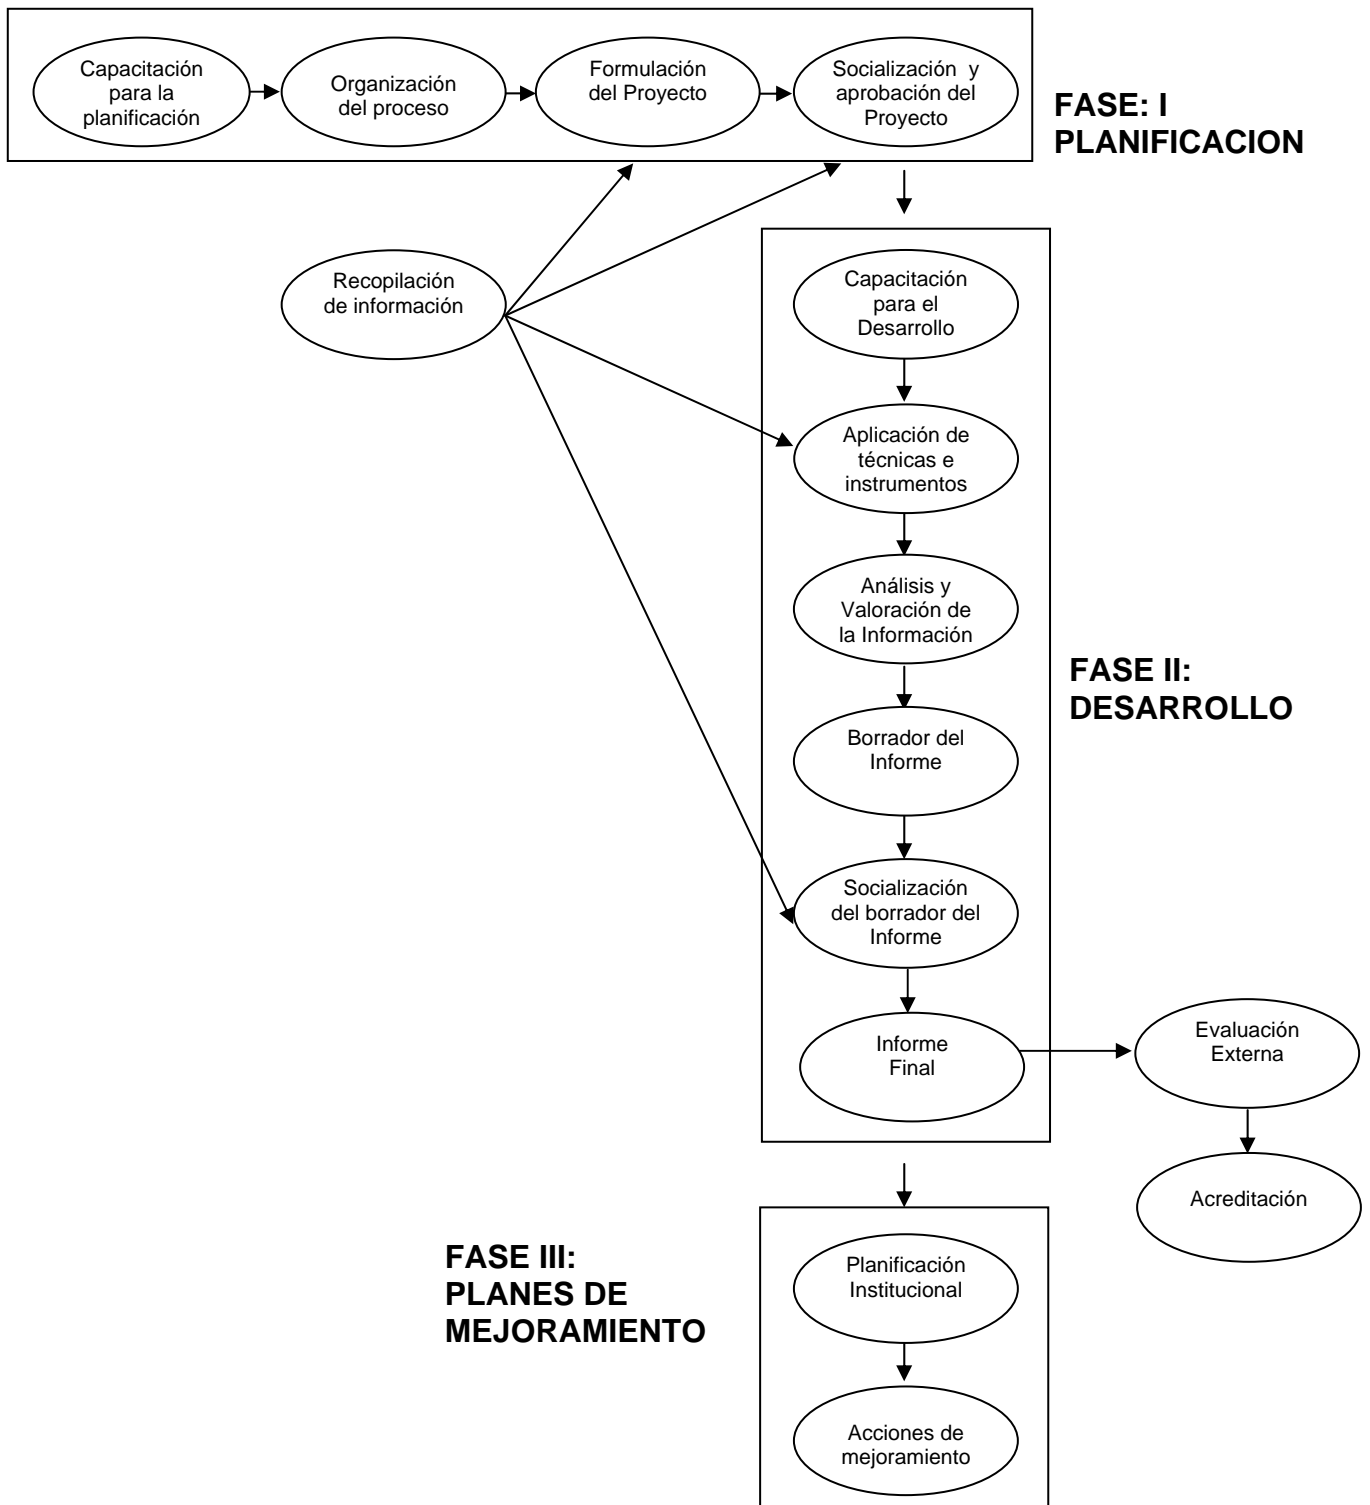 Capacitación
para la
planificación
Organización
del proceso
Formulación
del Proyecto
Socialización y
aprobación del
Proyecto
FASE: I
PLANIFICACION
Recopilación
de información
Capacitación
para el
Desarrollo
Aplicación de
técnicas e
instrumentos
Análisis y
Valoración de
la Información
FASE II:
DESARROLLO
Borrador del
Informe
Socialización
del borrador del
Informe
Informe
Final
Evaluación
Externa
Acreditación
FASE III:
PLANES DE
MEJORAMIENTO
Planificación
Institucional
Acciones de
mejoramiento